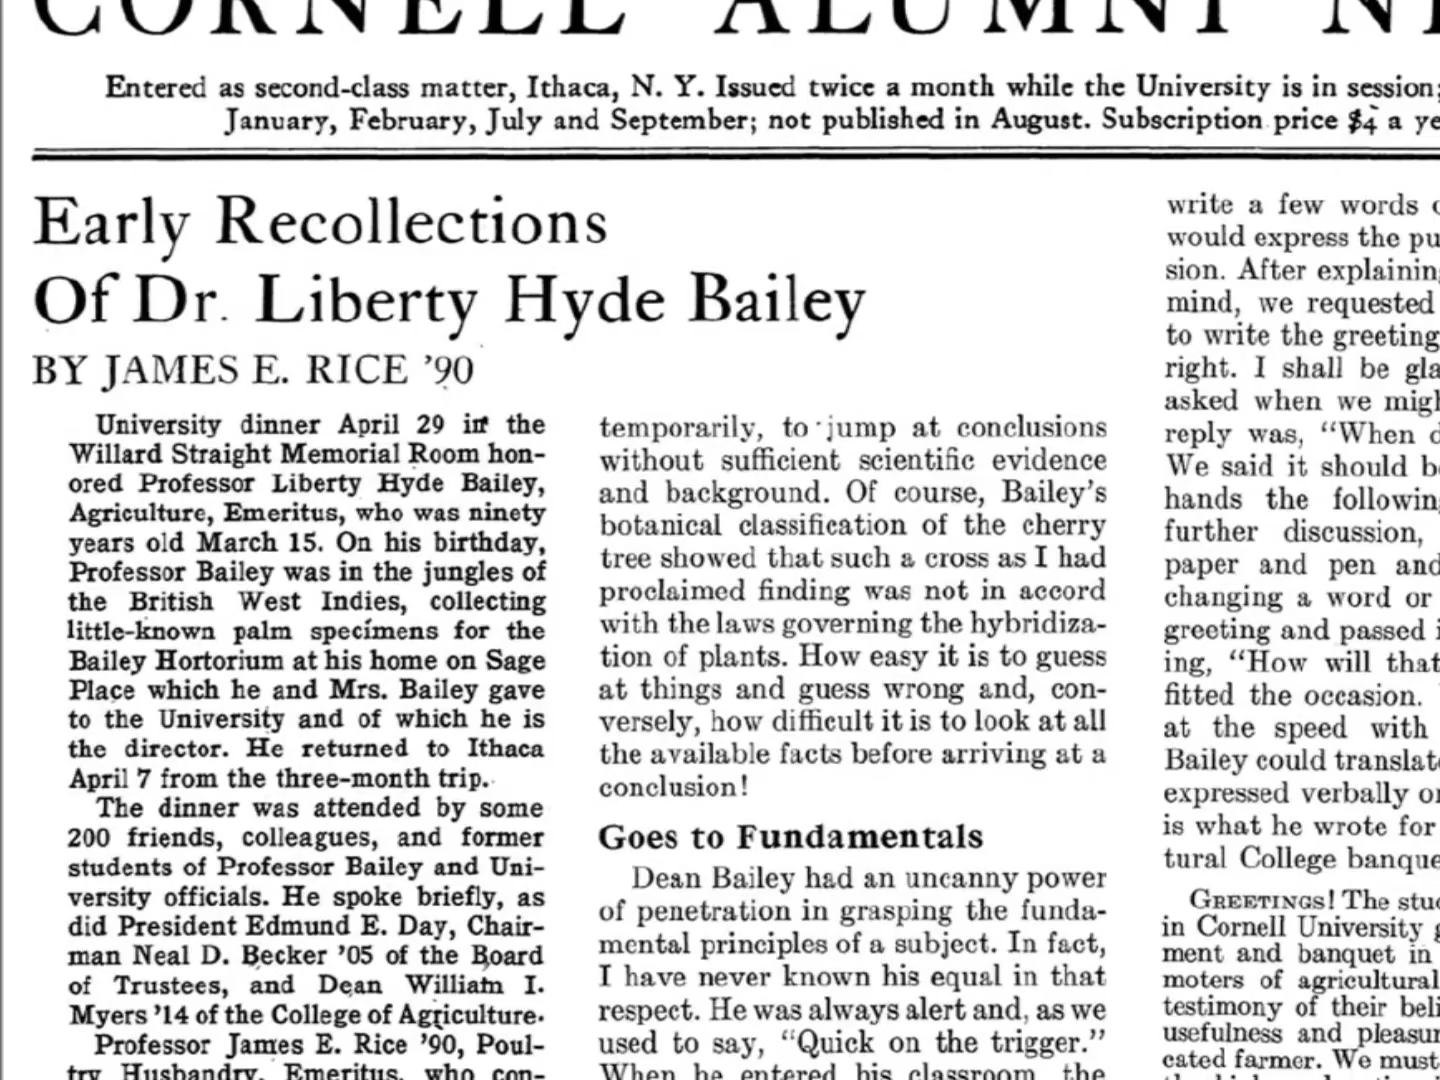 CORNELL ALUMNI
Entered as second-class matter, Ithaca, N. Y. Issued twice a month while the University is in session;
January, February, July and September; not published in August. Subscription price $4 a
Early Recollections
Of Dr. Liberty Hyde Bailey
BY JAMES E. RICE '90
University dinner April 29 in the
Willard Straight Memorial Room hon-
ored Professor Liberty Hyde Bailey,
Agriculture, Emeritus, who was ninety
years old March 15. On his birthday,
Professor Bailey was in the jungles of
the British West Indies, collecting
little-known palm specimens for the
Bailey Hortorium at his home on Sage
Place which he and Mrs. Bailey gave
to the University and of which he is
the director. He returned to Ithaca
April 7 from the three-month trip.
The dinner was attended by some
200 friends, colleagues, and former
students of Professor Bailey and Uni-
versity officials. He spoke briefly, as
did President Edmund E. Day, Chair-
man Neal D. Becker '05 of the Board
of Trustees, and Dean William I.
Myers '14 of the College of Agriculture.
Professor James E. Rice '90, Poul-
try Husbandry, Emeritus, who con-
temporarily, to jump at conclusions
without sufficient scientific evidence
and background. Of course, Bailey's
botanical classification of the cherry
tree showed that such a cross as I had
proclaimed finding was not in accord
with the laws governing the hybridiza-
tion of plants. How easy it is to guess
at things and guess wrong and, con-
versely, how difficult it is to look at all
the available facts before arriving at a
conclusion!
Goes to Fundamentals
Dean Bailey had an uncanny power
of penetration in grasping the funda-
mental principles of a subject. In fact,
I have never known his equal in that
respect. He was always alert and, as we
used to say, "Quick on the trigger."
When he entered his classroom, the
write a few words
would express the
sion. After
mind, we requested
to write the greeting
right. I shall be
asked when we
reply was, "When
We said it should
hands the
further discussion,
paper and pen
changing a word or
greeting and passed
ing, "How will that
fitted the occasion.
at the speed with
Bailey could
expressed verbally
is what he wrote for
tural College
GREETINGS! The
in Cornell University
ment and banquet in
moters of agricultural
testimony of their
usefulness and
cated farmer. We must